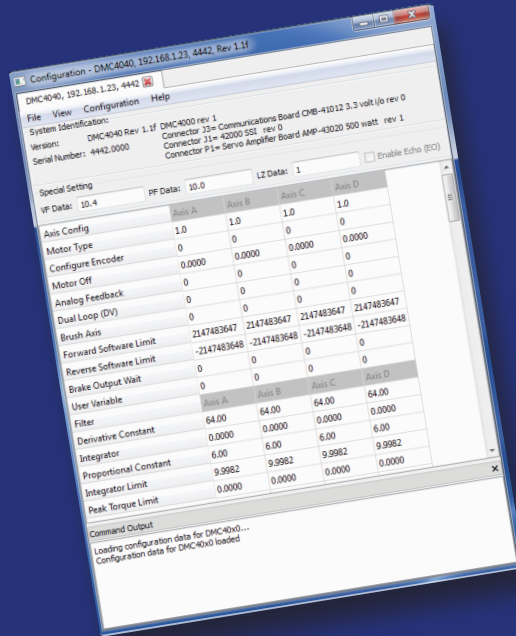 Configuration - DMC4040, 192.168.1.23, 4442, Rev 1.1f
DMC4040, 192.168.1.23, 4442
File View Configuration Help
System Identification:
Version: DMC4040 Rev 1.1f DMC4000 rev 1
Serial Number: 4442.0000 Connector J3= Communications Board CMB-41012 3.3 volt i/o rev 0
Connector J1= 42000 SSI rev 0
Connector P1= Servo Amplifier Board AMP-43020 500 watt rev 1
Special Setting
VF Data: 10.4 PF Data: 10.0 LZ Data: 1 Enable Echo (EO)
Axis Config Axis A Axis B Axis C Axis D
Motor Type 1.0 1.0 1.0 1.0
Configure Encoder 0 0 0 0
Motor Off 0.0000 0.0000 0.0000 0.0000
Analog Feedback 0 0 0 0
Dual Loop (DV) 0 0 0 0
Brush Axis 0 0 0 0
Forward Software Limit 2147483647 2147483647 2147483647 2147483647
Reverse Software Limit -2147483648 -2147483648 -2147483648 -2147483648
Brake Output Wait 0 0 0 0
User Variable 0 0 0 0
Filter Axis A Axis B Axis C Axis D
Derivative Constant 64.00 64.00 64.00 64.00
Integrator 0.0000 0.0000 0.0000 0.0000
Proportional Constant 6.00 6.00 6.00 6.00
Integrator Limit 9.9982 9.9982 9.9982 9.9982
Peak Torque Limit 0.0000 0.0000 0.0000 0.0000
Command Output
Loading configuration data for DMC40x0...
Configuration data for DMC40x0 loaded